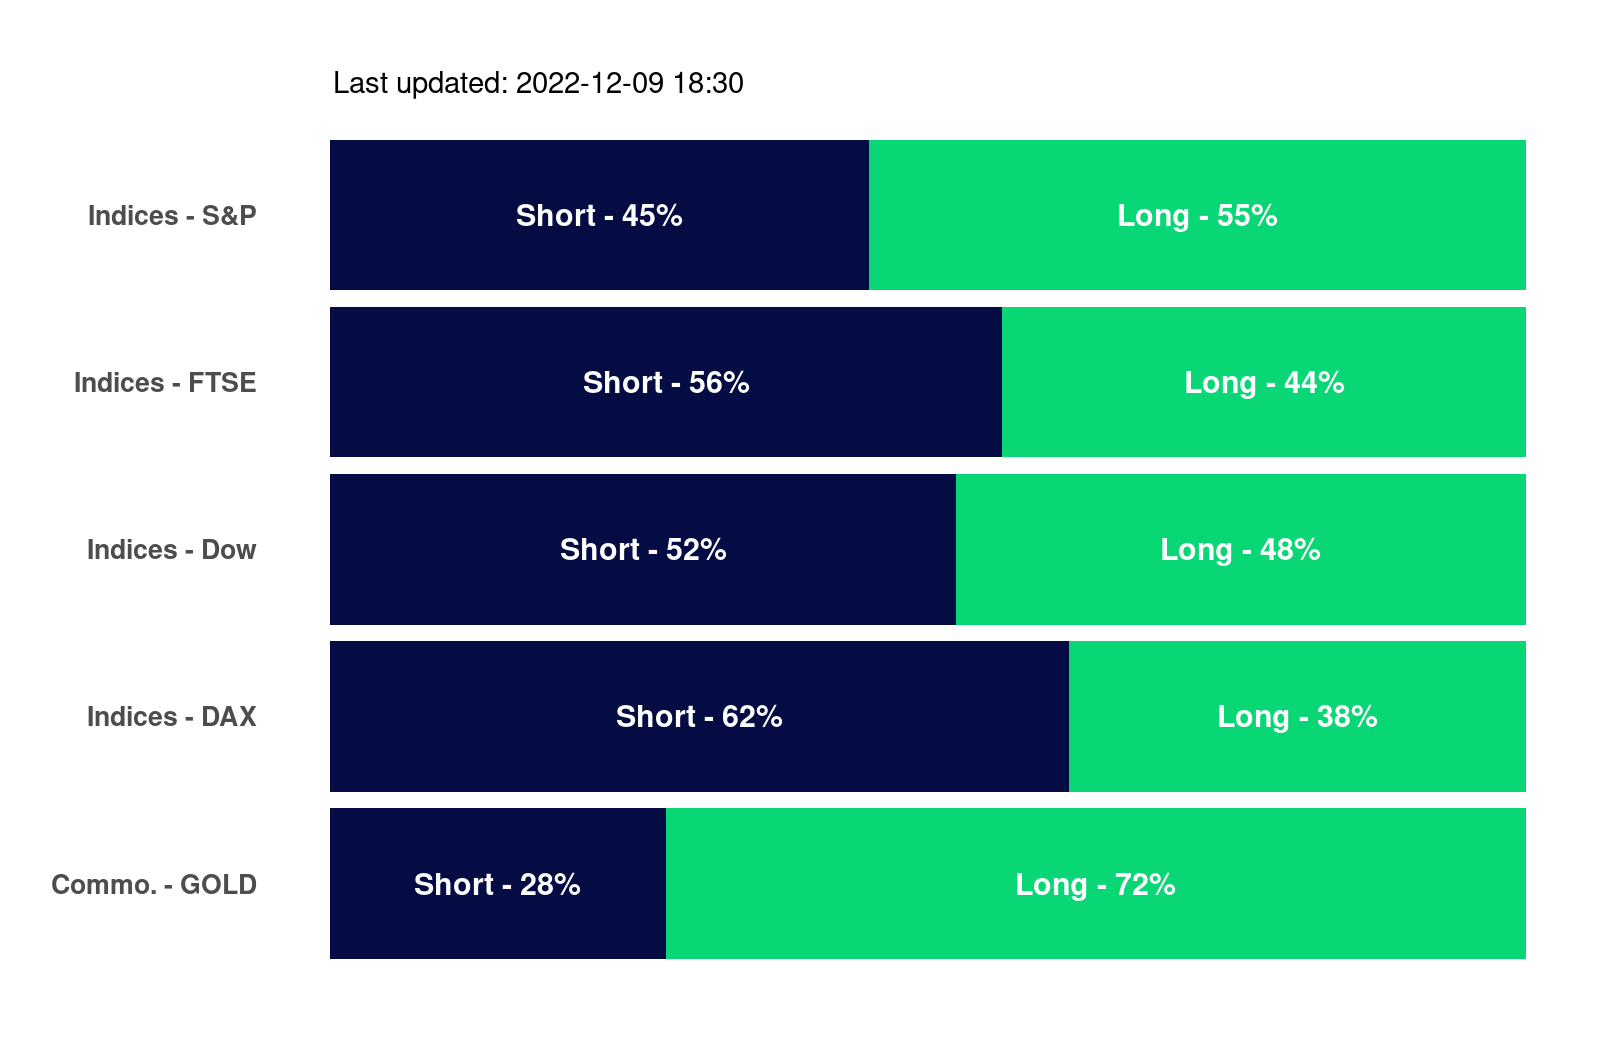 Last updated: 2022-12-09 18:30
Indices - S&P Short - 45% Long - 55%
Indices - FTSE Short - 56% Long - 44%
Indices - Dow Short - 52% Long - 48%
Indices - DAX Short - 62% Long - 38%
Commo. - GOLD Short - 28% Long - 72%